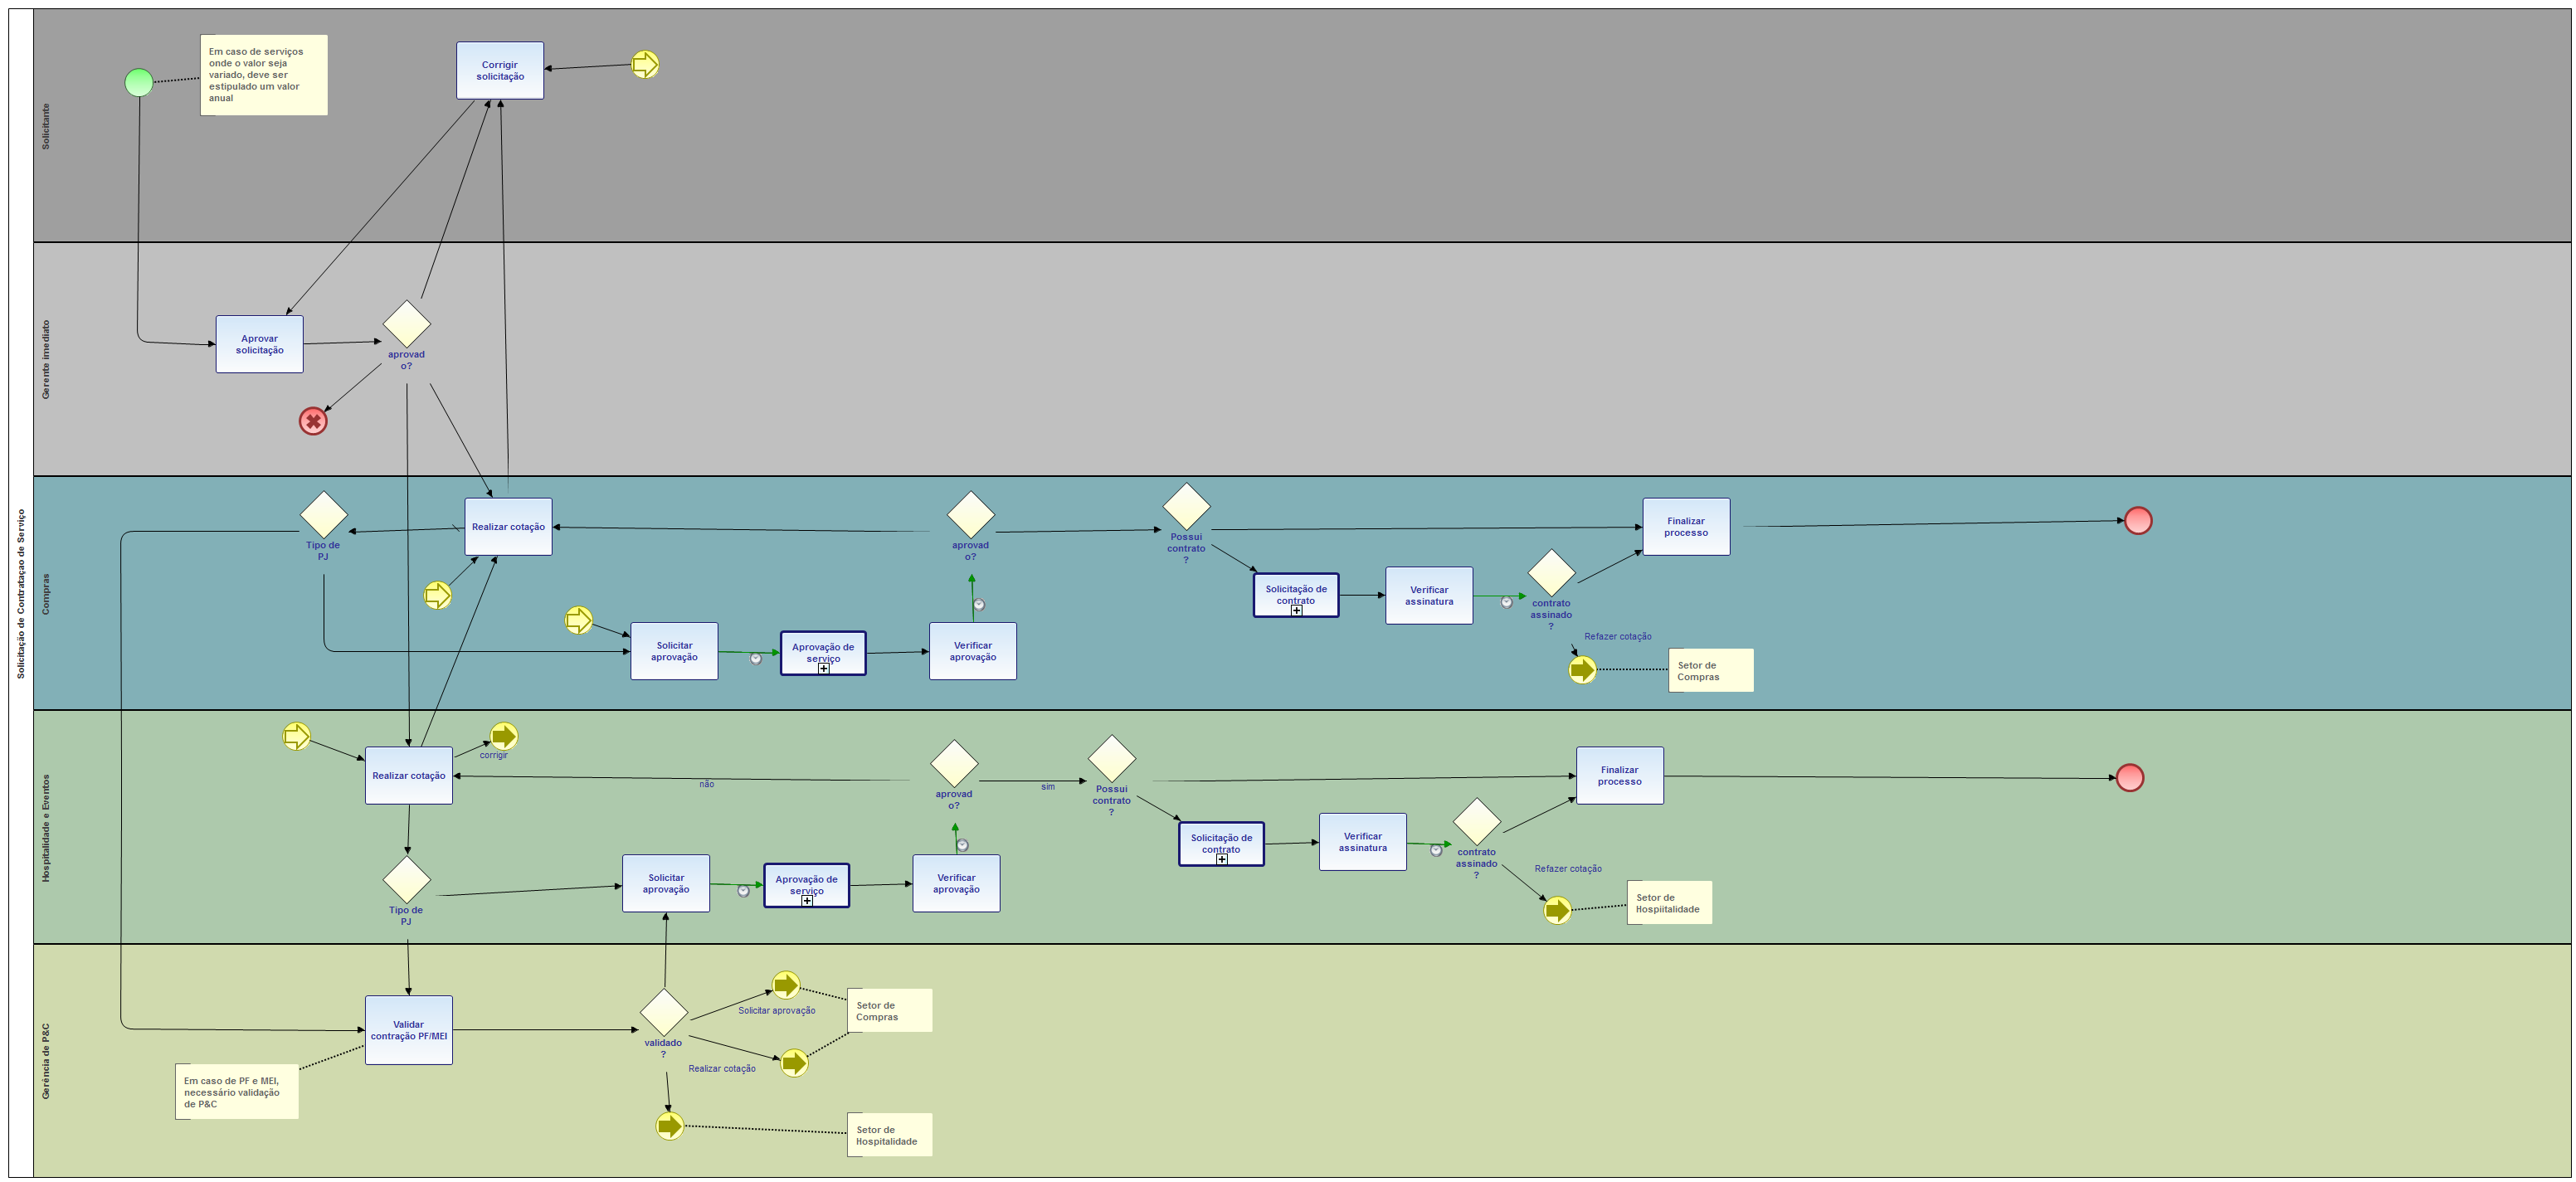 Solicitação de Contrataçao de Serviço
Solicitante
Em caso de serviços
onde o valor seja
variado, deve ser
estipulado um valor
anual
Corrigir
solicitação
Gerente imediato
Aprovar
solicitação
aprovad
o?
Compras
Tipo de
PJ
Realizar cotação
Solicitar
aprovação
Aprovação de
serviço
Verificar
aprovação
aprovad
o?
Possui
contrato
?
Solicitação de
contrato
Verificar
assinatura
contrato
assinado
?
Refazer cotação
Setor de
Compras
Finalizar
processo
Hospitalidade e Eventos
Realizar cotação
corrigir
não
Tipo de
PJ
Solicitar
aprovação
Aprovação de
serviço
Verificar
aprovação
aprovad
o?
sim
Possui
contrato
?
Solicitação de
contrato
Verificar
assinatura
contrato
assinado
?
Refazer cotação
Setor de
Hospiitalidade
Finalizar
processo
Gerência de P&C
Validar
contração PF/MEI
Em caso de PF e MEI,
necessário validação
de P&C
validado
?
Solicitar aprovação
Realizar cotação
Setor de
Compras
Setor de
Hospitalidade